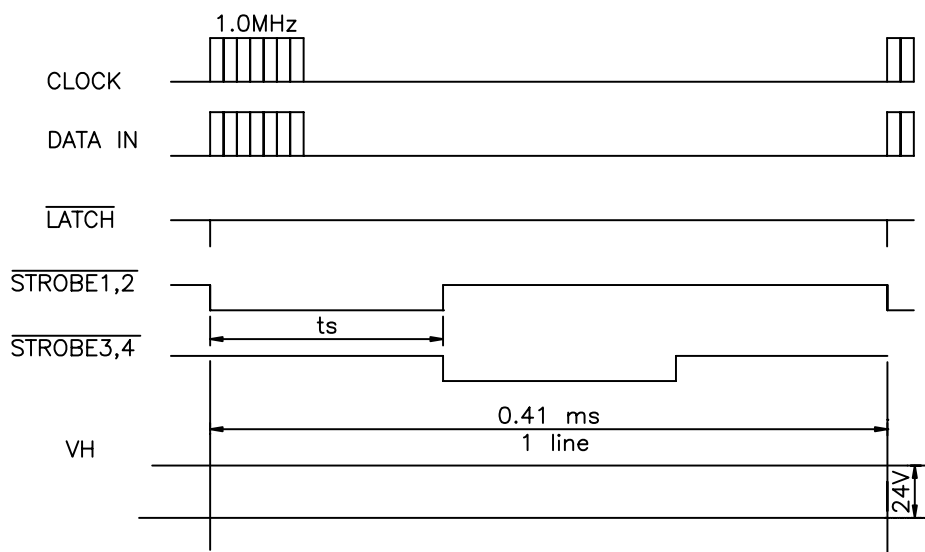 1.0MHz
CLOCK
DATA IN
LATCH
STROBE1,2
ts
STROBE3,4
0.41 ms
1 line
VH
24V